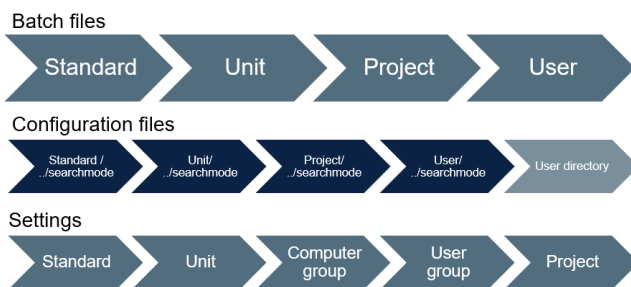 Batch files
Standard
Unit
Project
User
Configuration files
Standard /
../searchmode
Unit/
../searchmode
Project/
../searchmode
User/
../searchmode
User directory
Settings
Standard
Unit
Computer
group
User
group
Project